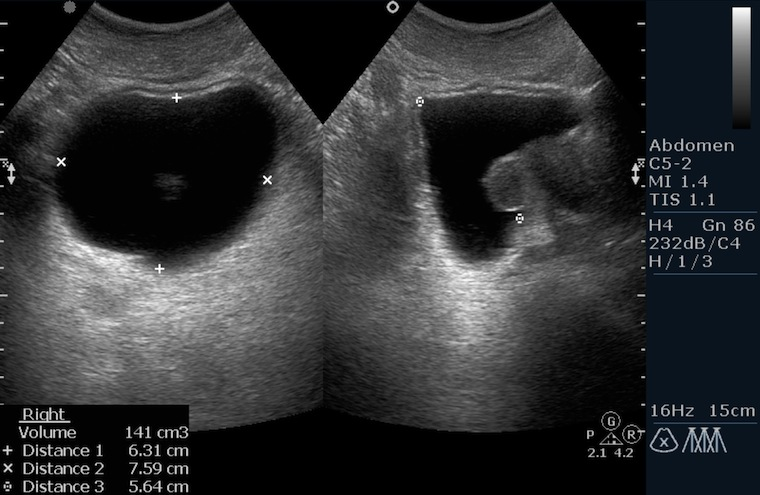 Abdomen
C5-2
MI 1.4
TIS 1.1
H4 Gn 86
232dB/C4
H/1/3
16Hz 15cm
G
P R
2.1 4.2
X
Right
Volume 141 cm3
+ Distance 1 6.31 cm
× Distance 2 7.59 cm
Distance 3 5.64 cm